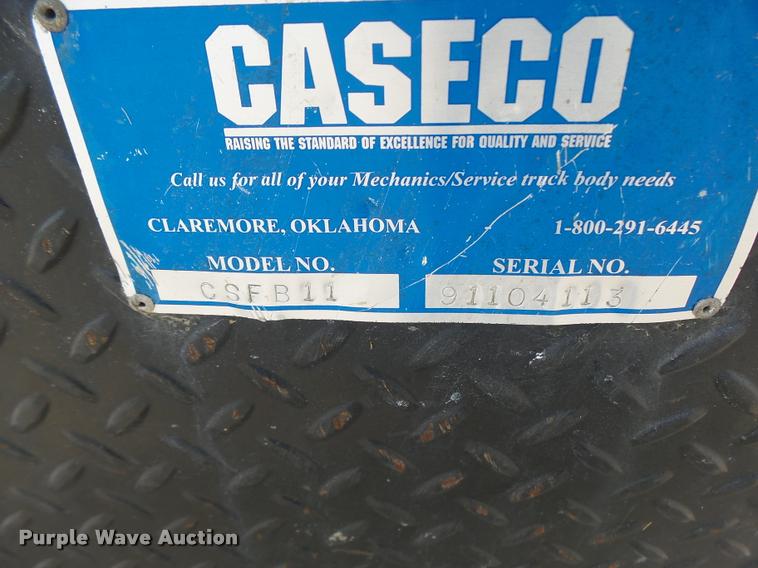 CASECO
RAISING THE STANDARD OF EXCELLENCE FOR QUALITY AND SERVICE
Call us for all of your Mechanics/Service truck body needs
CLAREMORE, OKLAHOMA 1-800-291-6445
MODEL NO. SERIAL NO.
CSFB11 91104113
Purple Wave Auction